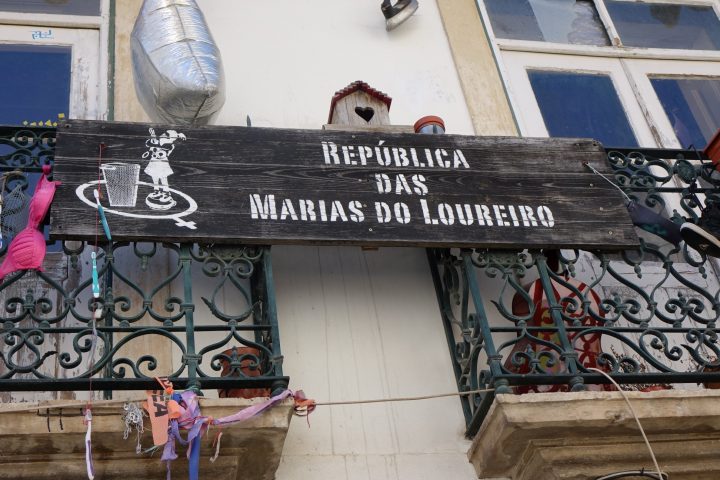 República
das
Marias do Loureiro